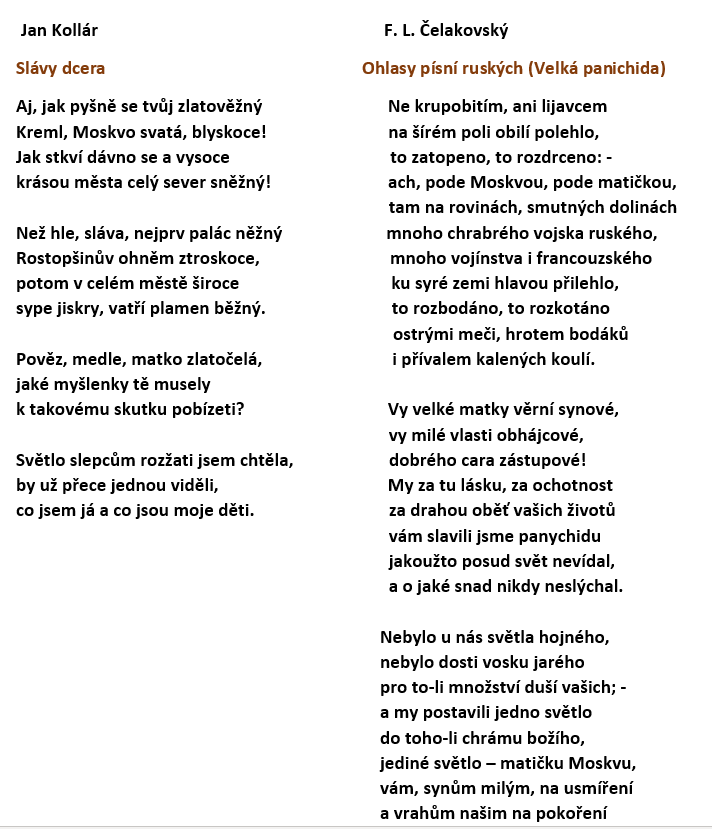 Jan Kollár
Slávy dcera
Aj, jak pyšně se tvůj zlatověžný
Kreml, Moskvo svatá, blyskoce!
Jak stkví dávno se a vysoce
krásou města celý sever sněžný!
Než hle, sláva, nejprv palác něžný
Rostopšinův ohněm ztroskoce,
potom v celém městě široce
sype jiskry, vatří plamen běžný.
Pověz, medle, matko zlatočelá,
jaké myšlenky tě musely
k takovému skutku pobízeti?
Světlo slepcům rozžati jsem chtěla,
by už přece jednou viděli,
co jsem já a co jsou moje děti.
F. L. Čelakovský
Ohlasy písní ruských (Velká panichida)
Ne krupobitím, ani lijavcem
na šírém poli obilí polehlo,
to zatopeno, to rozdrceno: -
ach, pode Moskvou, pode matičkou,
tam na rovinách, smutných dolinách
mnoho chrabrého vojska ruského,
mnoho vojínstva i francouzského
ku syré zemi hlavou přilehlo,
to rozbodáno, to rozkotáno
ostrými meči, hrotem bodáků
i přívalem kalených koulí.
Vy velké matky věrní synové,
vy milé vlasti obhájcové,
dobrého cara zástupové!
My za tu lásku, za ochotnost
za drahou oběť vašich životů
vám slavili jsme panychidu
jakoužto posud svět nevídal,
a o jaké snad nikdy neslýchal.
Nebylo u nás světla hojného,
nebylo dosti vosku jarého
pro to-li množství duší vašich; -
a my postavili jedno světlo
do toho-li chrámu božího,
jediné světlo – matičku Moskvu,
vám, synům milým, na usmíření
a vrahům našim na pokoření